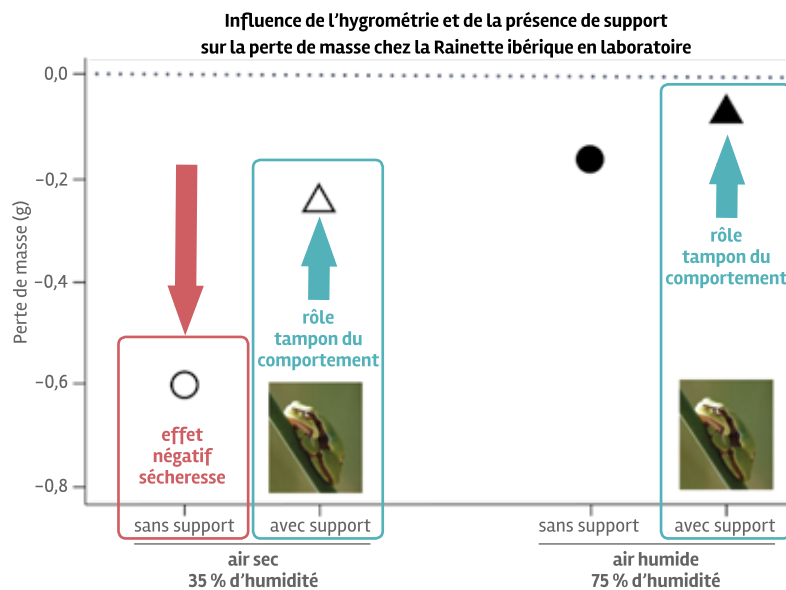 Influence de l’hygrométrie et de la présence de support
sur la perte de masse chez la Rainette ibérique en laboratoire
Perte de masse (g)
0,0
−0,2
−0,4
−0,6
−0,8
effet
négatif
sécheresse
rôle
tampon du
comportement
rôle
tampon du
comportement
sans support
avec support
sans support
avec support
air sec
35 % d’humidité
air humide
75 % d’humidité